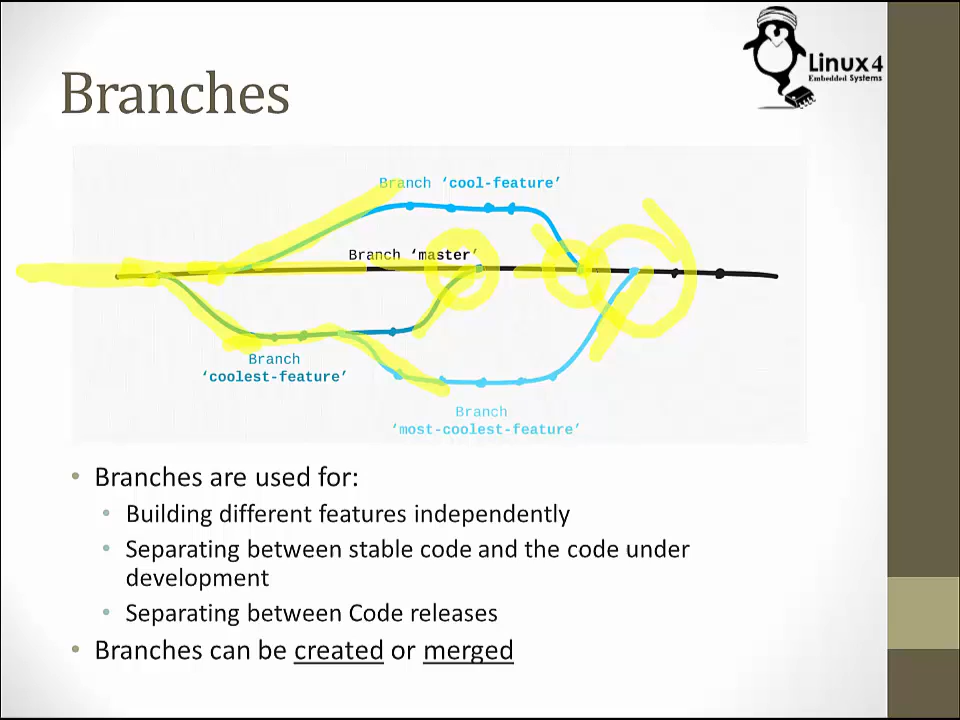 Linux4
Embedded Systems
Branches
Branch ‘cool-feature’
Branch ‘master’
Branch
‘coolest-feature’
Branch
‘most-coolest-feature’
• Branches are used for:
• Building different features independently
• Separating between stable code and the code under
development
• Separating between Code releases
• Branches can be created or merged